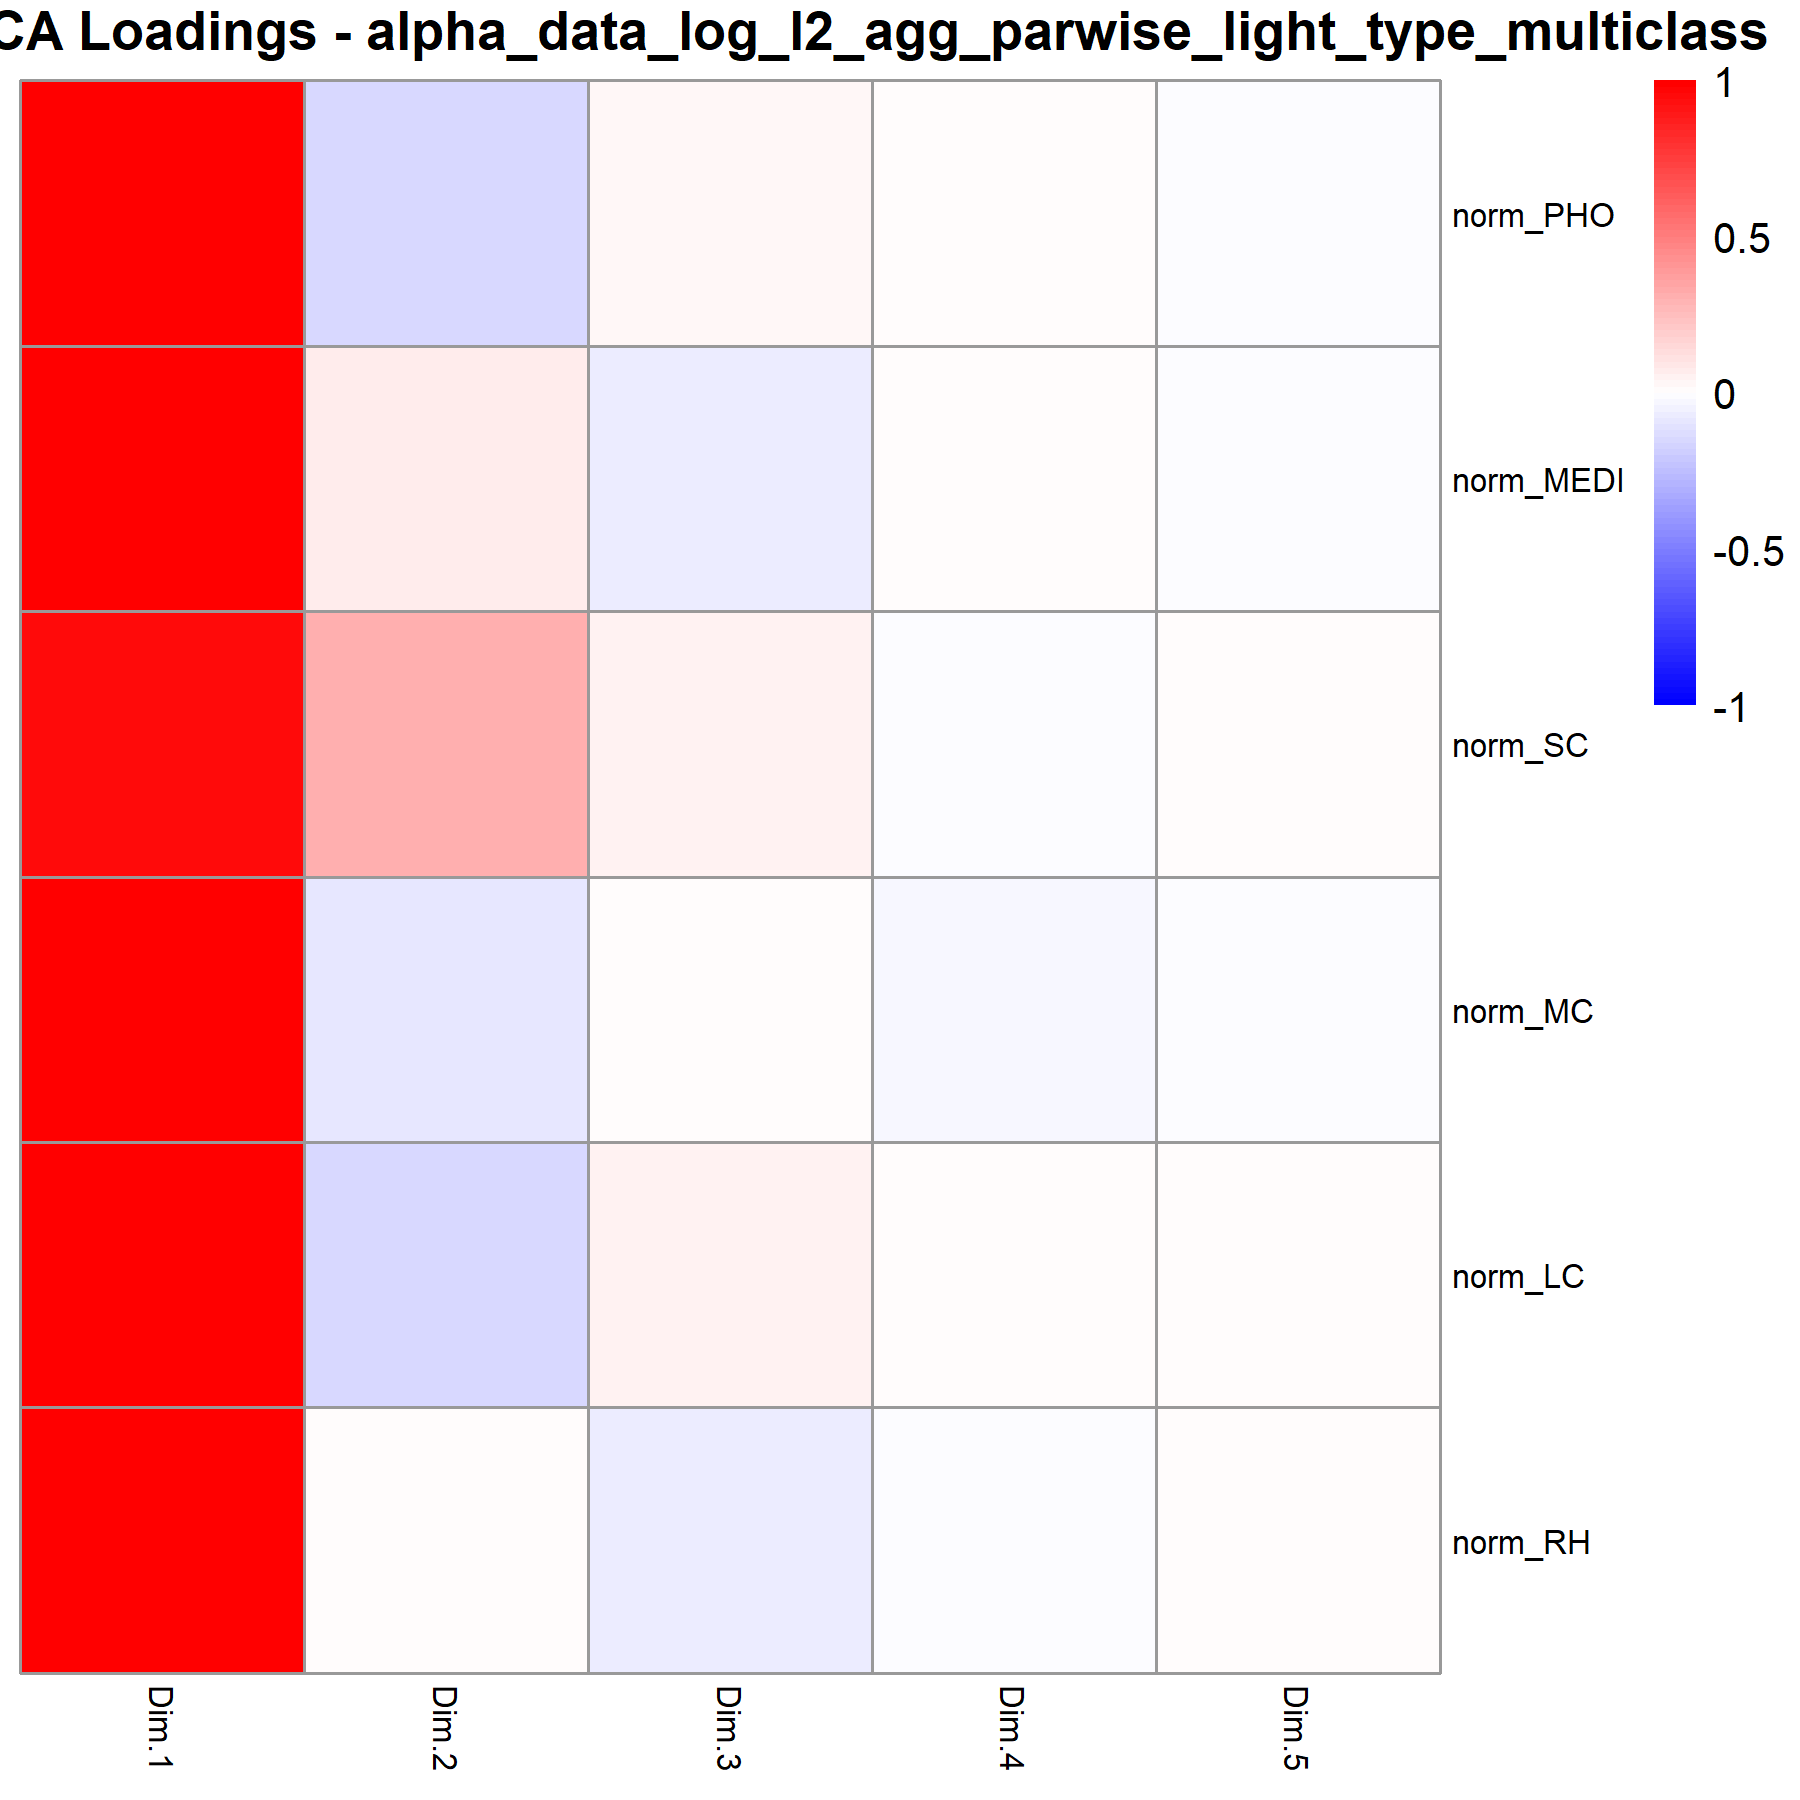 CA Loadings - alpha_data_log_l2_agg_parwise_light_type_multiclass
1
0.5
0
-0.5
-1
norm_PHO
norm_MEDI
norm_SC
norm_MC
norm_LC
norm_RH
Dim.1
Dim.2
Dim.3
Dim.4
Dim.5